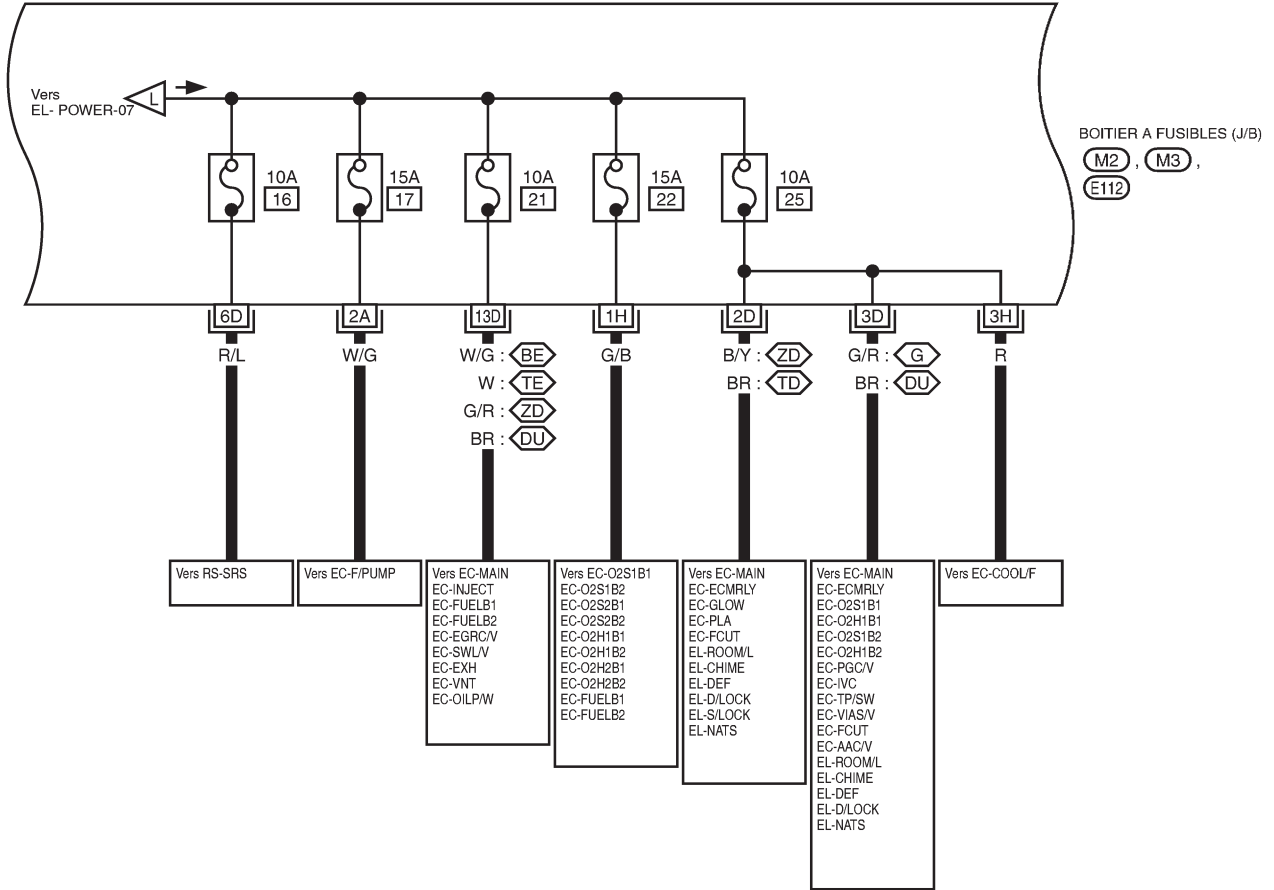 Vers
EL- POWER-07
L
BOITIER A FUSIBLES (J/B)
M2 , M3 ,
E112
10A
16
15A
17
10A
21
15A
22
10A
25
6D
2A
13D
1H
2D
3D
3H
R/L
W/G
W/G : BE
W : TE
G/R : ZD
BR : DU
G/B
B/Y : ZD
BR : TD
G/R : G
BR : DU
R
Vers RS-SRS
Vers EC-F/PUMP
Vers EC-MAIN
EC-INJECT
EC-FUELB1
EC-FUELB2
EC-EGRC/V
EC-SWL/V
EC-EXH
EC-VNT
EC-OILP/W
Vers EC-O2S1B1
EC-O2S1B2
EC-O2S2B1
EC-O2S2B2
EC-O2H1B1
EC-O2H1B2
EC-O2H2B1
EC-O2H2B2
EC-FUELB1
EC-FUELB2
Vers EC-MAIN
EC-ECMRLY
EC-GLOW
EC-PLA
EC-FCUT
EL-ROOM/L
EL-CHIME
EL-DEF
EL-D/LOCK
EL-S/LOCK
EL-NATS
Vers EC-MAIN
EC-ECMRLY
EC-O2S1B1
EC-O2H1B1
EC-O2S1B2
EC-O2H1B2
EC-PGC/V
EC-IVC
EC-TP/SW
EC-VIAS/V
EC-FCUT
EC-AAC/V
EL-ROOM/L
EL-CHIME
EL-DEF
EL-D/LOCK
EL-NATS
Vers EC-COOL/F